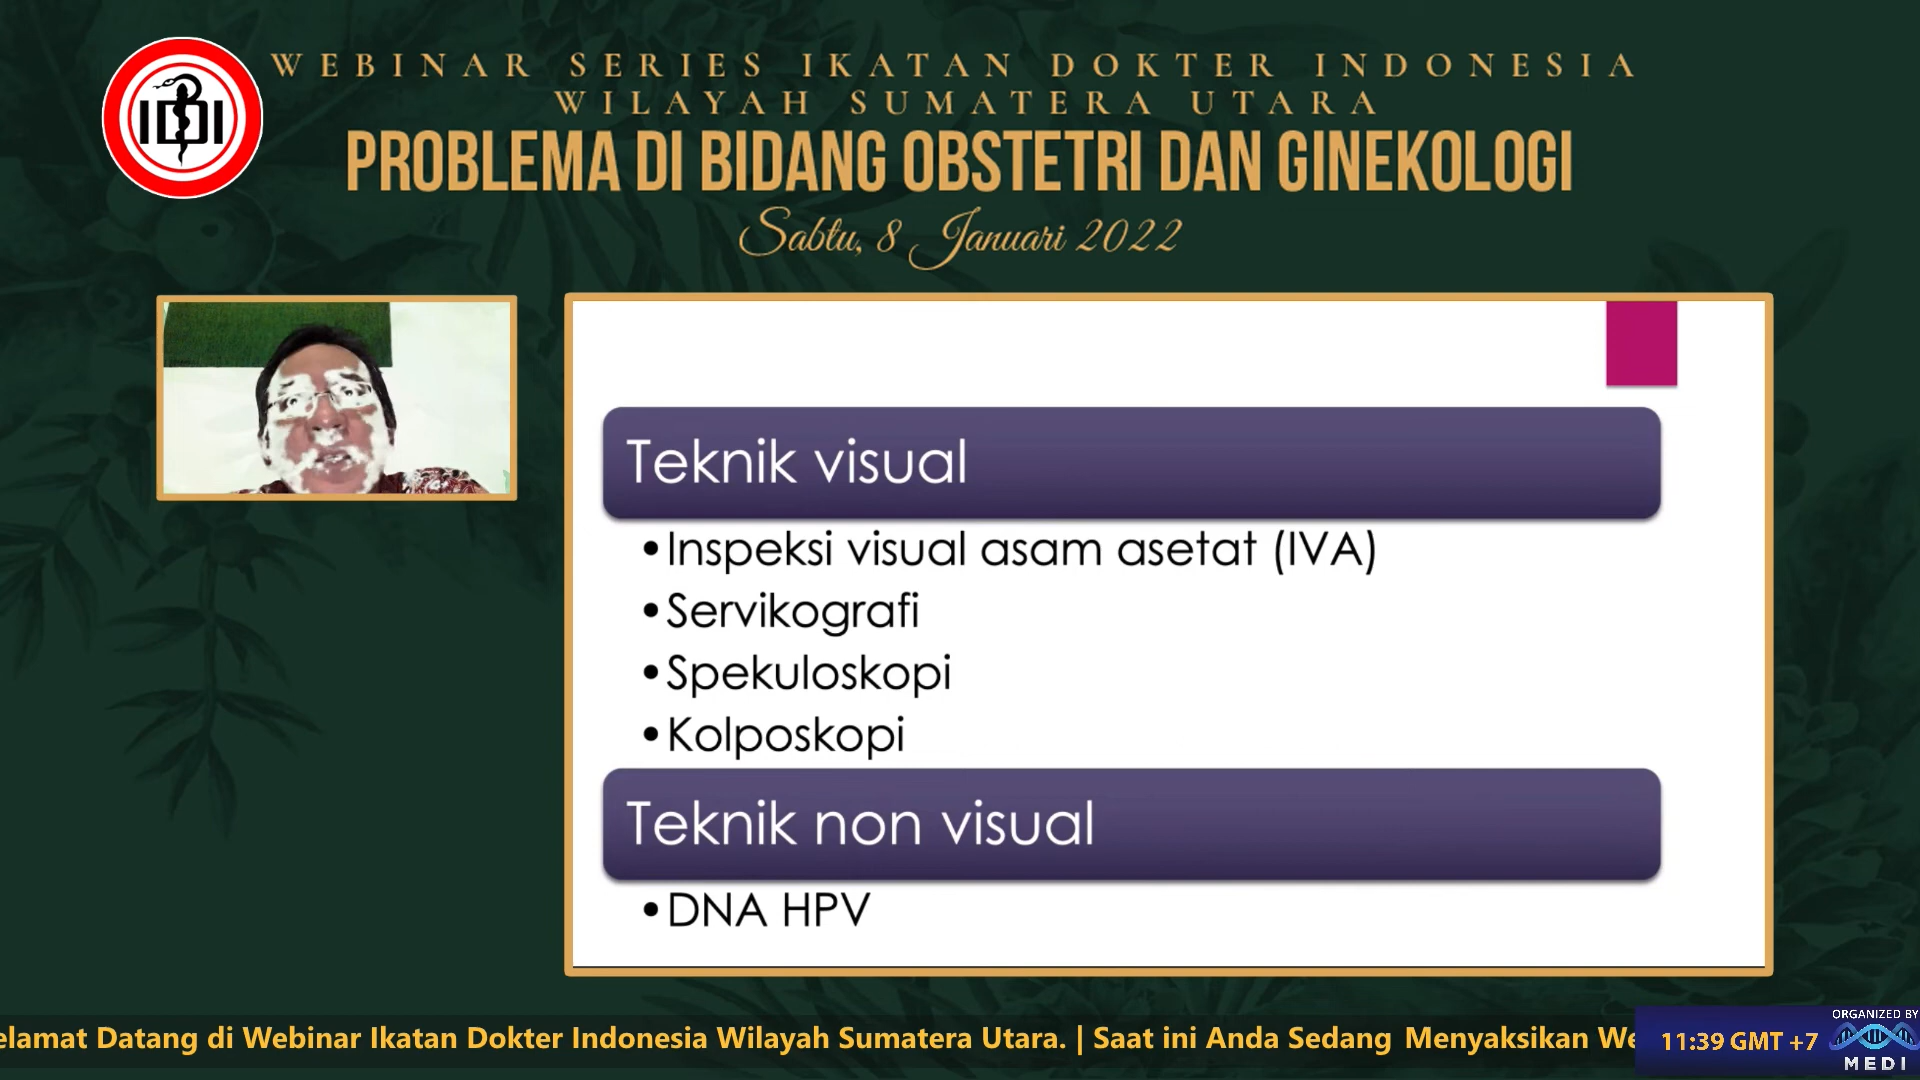 WEBINAR SERIES IKATAN DOKTER INDONESIA
WILAYAH SUMATERA UTARA
PROBLEMA DI BIDANG OBSTETRI DAN GINEKOLOGI
Sabtu, 8 Januari 2022
IDI
Teknik visual
•Inspeksi visual asam asetat (IVA)
•Servikografi
•Spekuloskopi
•Kolposkopi
Teknik non visual
•DNA HPV
elamat Datang di Webinar Ikatan Dokter Indonesia Wilayah Sumatera Utara. | Saat ini Anda Sedang Menyaksikan We
11:39 GMT +7
ORGANIZED BY
MEDI